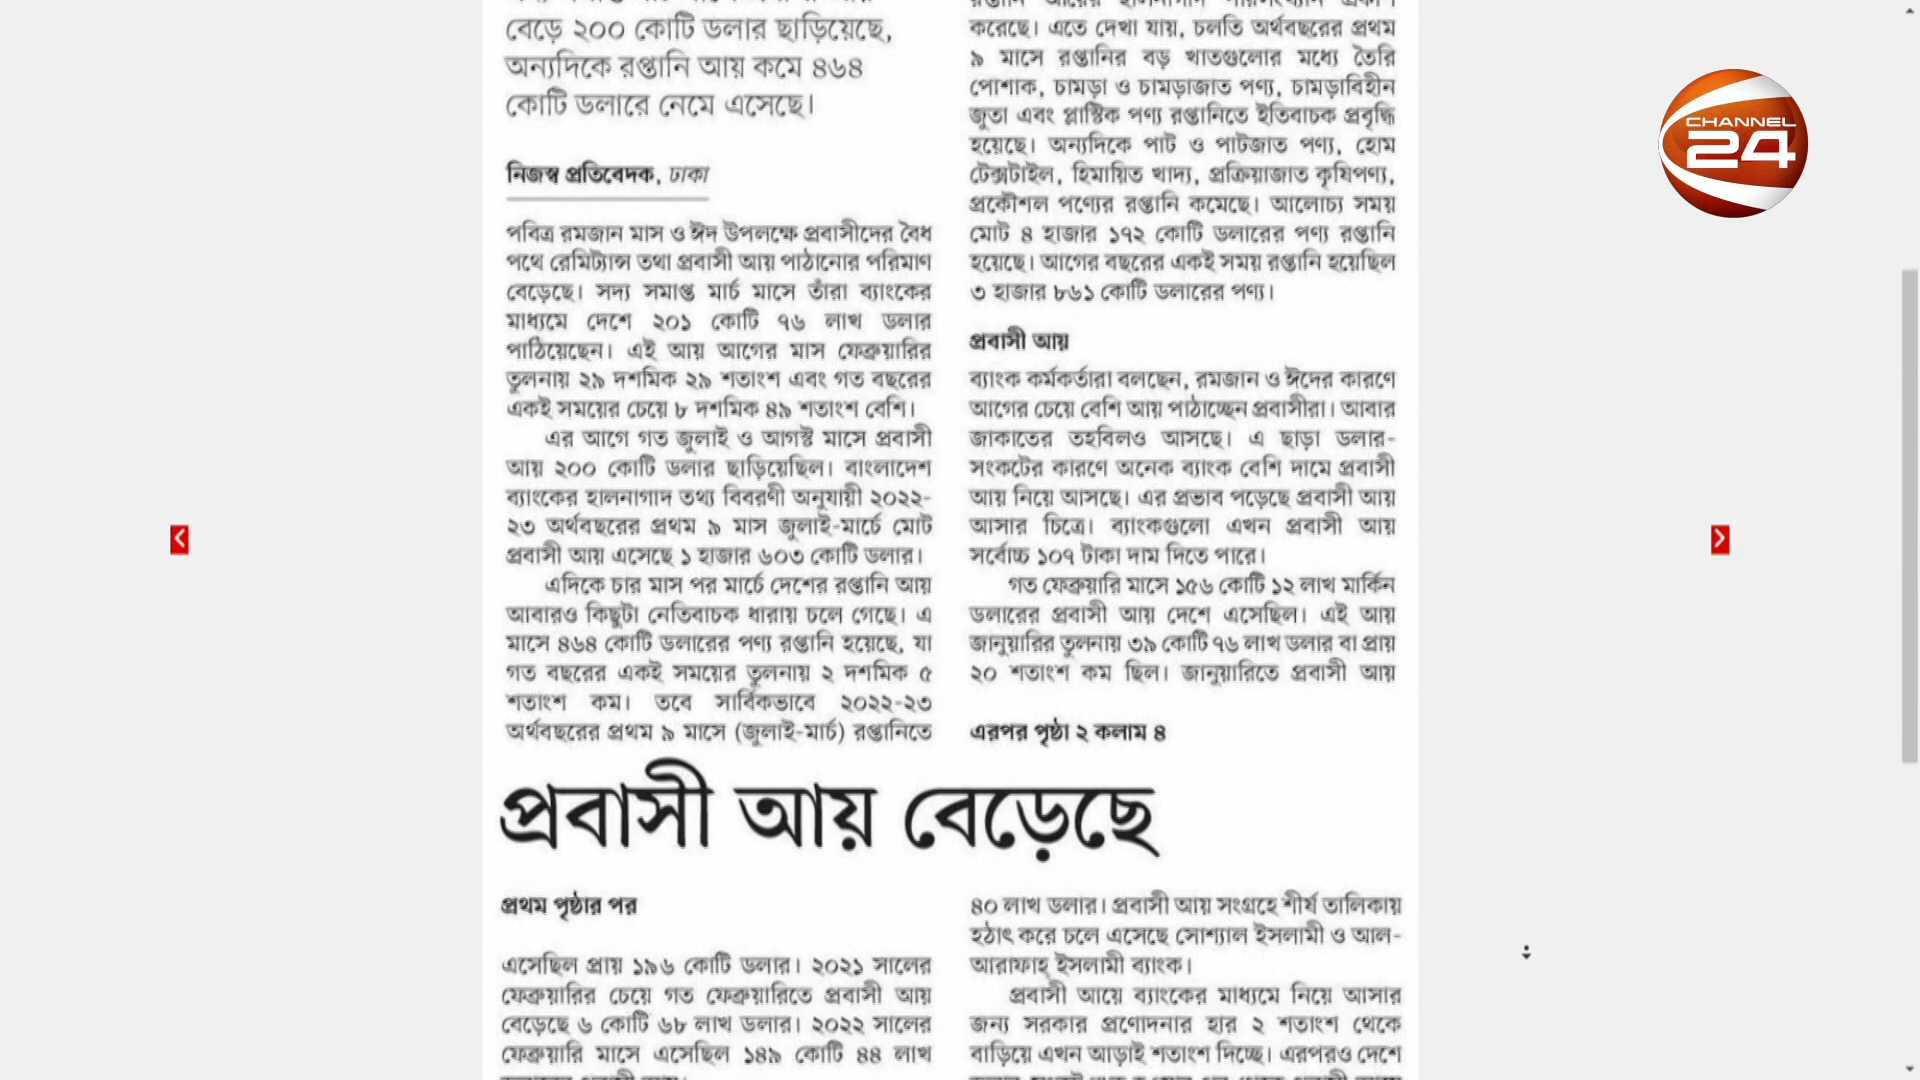 বেড়ে ২০০ কোটি ডলার ছাড়িয়েছে,
অন্যদিকে রপ্তানি আয় কমে ৪৬৪
কোটি ডলারে নেমে এসেছে।
নিজস্ব প্রতিবেদক, ঢাকা
পবিত্র রমজান মাস ও ঈদ উপলক্ষে প্রবাসীদের বৈধ
পথে রেমিট্যান্স তথা প্রবাসী আয় পাঠানোর পরিমাণ
বেড়েছে। সদ্য সমাপ্ত মার্চ মাসে তাঁরা ব্যাংকের
মাধ্যমে দেশে ২০১ কোটি ৭৬ লাখ ডলার
পাঠিয়েছেন। এই আয় আগের মাস ফেব্রুয়ারির
তুলনায় ২৯ দশমিক ২৯ শতাংশ এবং গত বছরের
একই সময়ের চেয়ে ৮ দশমিক ৪৯ শতাংশ বেশি।
এর আগে গত জুলাই ও আগস্ট মাসে প্রবাসী
আয় ২০০ কোটি ডলার ছাড়িয়েছিল। বাংলাদেশ
ব্যাংকের হালনাগাদ তথ্য বিবরণী অনুযায়ী ২০২২-
২৩ অর্থবছরের প্রথম ৯ মাস জুলাই-মার্চে মোট
প্রবাসী আয় এসেছে ১ হাজার ৬০৩ কোটি ডলার।
এদিকে চার মাস পর মার্চে দেশের রপ্তানি আয়
আবারও কিছুটা নেতিবাচক ধারায় চলে গেছে। এ
মাসে ৪৬৪ কোটি ডলারের পণ্য রপ্তানি হয়েছে, যা
গত বছরের একই সময়ের তুলনায় ২ দশমিক ৫
শতাংশ কম। তবে সার্বিকভাবে ২০২২-২৩
অর্থবছরের প্রথম ৯ মাসে (জুলাই-মার্চ) রপ্তানিতে
করেছে। এতে দেখা যায়, চলতি অর্থবছরের প্রথম
৯ মাসে রপ্তানির বড় খাতগুলোর মধ্যে তৈরি
পোশাক, চামড়া ও চামড়াজাত পণ্য, চামড়াবিহীন
জুতা এবং প্লাস্টিক পণ্য রপ্তানিতে ইতিবাচক প্রবৃদ্ধি
হয়েছে। অন্যদিকে পাট ও পাটজাত পণ্য, হোম
টেক্সটাইল, হিমায়িত খাদ্য, প্রক্রিয়াজাত কৃষিপণ্য,
প্রকৌশল পণ্যের রপ্তানি কমেছে। আলোচ্য সময়
মোট ৪ হাজার ১৭২ কোটি ডলারের পণ্য রপ্তানি
হয়েছে। আগের বছরের একই সময় রপ্তানি হয়েছিল
৩ হাজার ৮৬১ কোটি ডলারের পণ্য।
প্রবাসী আয়
ব্যাংক কর্মকর্তারা বলছেন, রমজান ও ঈদের কারণে
আগের চেয়ে বেশি আয় পাঠাচ্ছেন প্রবাসীরা। আবার
জাকাতের তহবিলও আসছে। এ ছাড়া ডলার-
সংকটের কারণে অনেক ব্যাংক বেশি দামে প্রবাসী
আয় নিয়ে আসছে। এর প্রভাব পড়েছে প্রবাসী আয়
আসার চিত্রে। ব্যাংকগুলো এখন প্রবাসী আয়
সর্বোচ্চ ১০৭ টাকা দাম দিতে পারে।
গত ফেব্রুয়ারি মাসে ১৫৬ কোটি ১২ লাখ মার্কিন
ডলারের প্রবাসী আয় দেশে এসেছিল। এই আয়
জানুয়ারির তুলনায় ৩৯ কোটি ৭৬ লাখ ডলার বা প্রায়
২০ শতাংশ কম ছিল। জানুয়ারিতে প্রবাসী আয়
এরপর পৃষ্ঠা ২ কলাম ৪
প্রবাসী আয় বেড়েছে
প্রথম পৃষ্ঠার পর
এসেছিল প্রায় ১৯৬ কোটি ডলার। ২০২১ সালের
ফেব্রুয়ারির চেয়ে গত ফেব্রুয়ারিতে প্রবাসী আয়
বেড়েছে ৬ কোটি ৬৮ লাখ ডলার। ২০২২ সালের
ফেব্রুয়ারি মাসে এসেছিল ১৪৯ কোটি ৪৪ লাখ
৪০ লাখ ডলার। প্রবাসী আয় সংগ্রহে শীর্ষ তালিকায়
হঠাৎ করে চলে এসেছে সোশ্যাল ইসলামী ও আল-
আরাফাহ্ ইসলামী ব্যাংক।
প্রবাসী আয়ে ব্যাংকের মাধ্যমে নিয়ে আসার
জন্য সরকার প্রণোদনার হার ২ শতাংশ থেকে
বাড়িয়ে এখন আড়াই শতাংশ দিচ্ছে। এরপরও দেশে
CHANNEL
24